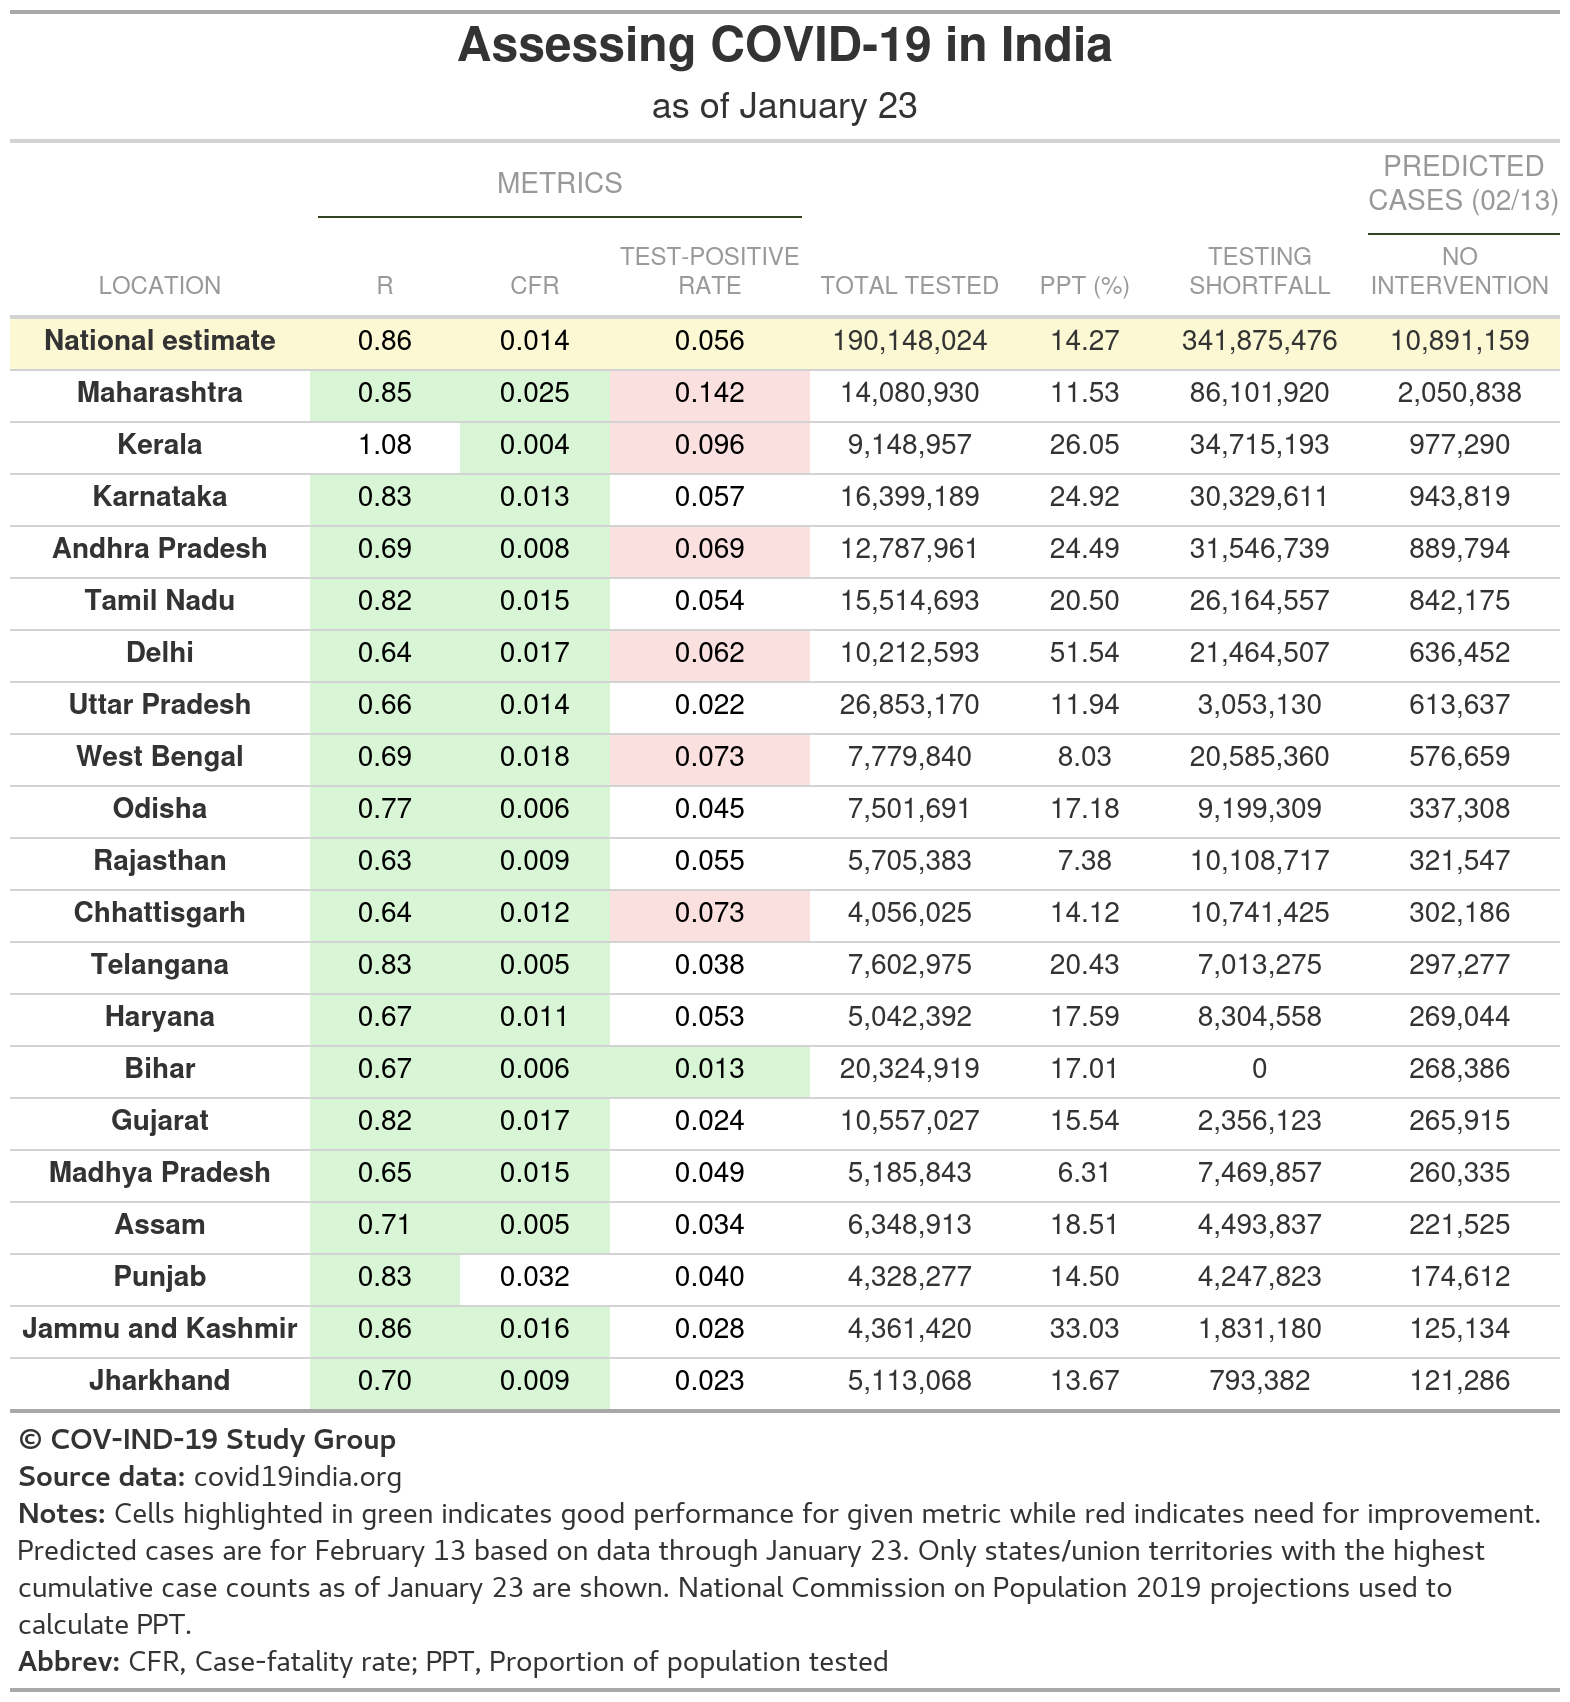 Assessing COVID-19 in India
as of January 23
METRICS
PREDICTED
CASES (02/13)
LOCATION R CFR TEST-POSITIVE RATE TOTAL TESTED PPT (%) TESTING SHORTFALL NO INTERVENTION
National estimate 0.86 0.014 0.056 190,148,024 14.27 341,875,476 10,891,159
Maharashtra 0.85 0.025 0.142 14,080,930 11.53 86,101,920 2,050,838
Kerala 1.08 0.004 0.096 9,148,957 26.05 34,715,193 977,290
Karnataka 0.83 0.013 0.057 16,399,189 24.92 30,329,611 943,819
Andhra Pradesh 0.69 0.008 0.069 12,787,961 24.49 31,546,739 889,794
Tamil Nadu 0.82 0.015 0.054 15,514,693 20.50 26,164,557 842,175
Delhi 0.64 0.017 0.062 10,212,593 51.54 21,464,507 636,452
Uttar Pradesh 0.66 0.014 0.022 26,853,170 11.94 3,053,130 613,637
West Bengal 0.69 0.018 0.073 7,779,840 8.03 20,585,360 576,659
Odisha 0.77 0.006 0.045 7,501,691 17.18 9,199,309 337,308
Rajasthan 0.63 0.009 0.055 5,705,383 7.38 10,108,717 321,547
Chhattisgarh 0.64 0.012 0.073 4,056,025 14.12 10,741,425 302,186
Telangana 0.83 0.005 0.038 7,602,975 20.43 7,013,275 297,277
Haryana 0.67 0.011 0.053 5,042,392 17.59 8,304,558 269,044
Bihar 0.67 0.006 0.013 20,324,919 17.01 0 268,386
Gujarat 0.82 0.017 0.024 10,557,027 15.54 2,356,123 265,915
Madhya Pradesh 0.65 0.015 0.049 5,185,843 6.31 7,469,857 260,335
Assam 0.71 0.005 0.034 6,348,913 18.51 4,493,837 221,525
Punjab 0.83 0.032 0.040 4,328,277 14.50 4,247,823 174,612
Jammu and Kashmir 0.86 0.016 0.028 4,361,420 33.03 1,831,180 125,134
Jharkhand 0.70 0.009 0.023 5,113,068 13.67 793,382 121,286
© COV-IND-19 Study Group
Source data: covid19india.org
Notes: Cells highlighted in green indicates good performance for given metric while red indicates need for improvement.
Predicted cases are for February 13 based on data through January 23. Only states/union territories with the highest
cumulative case counts as of January 23 are shown. National Commission on Population 2019 projections used to
calculate PPT.
Abbrev: CFR, Case-fatality rate; PPT, Proportion of population tested